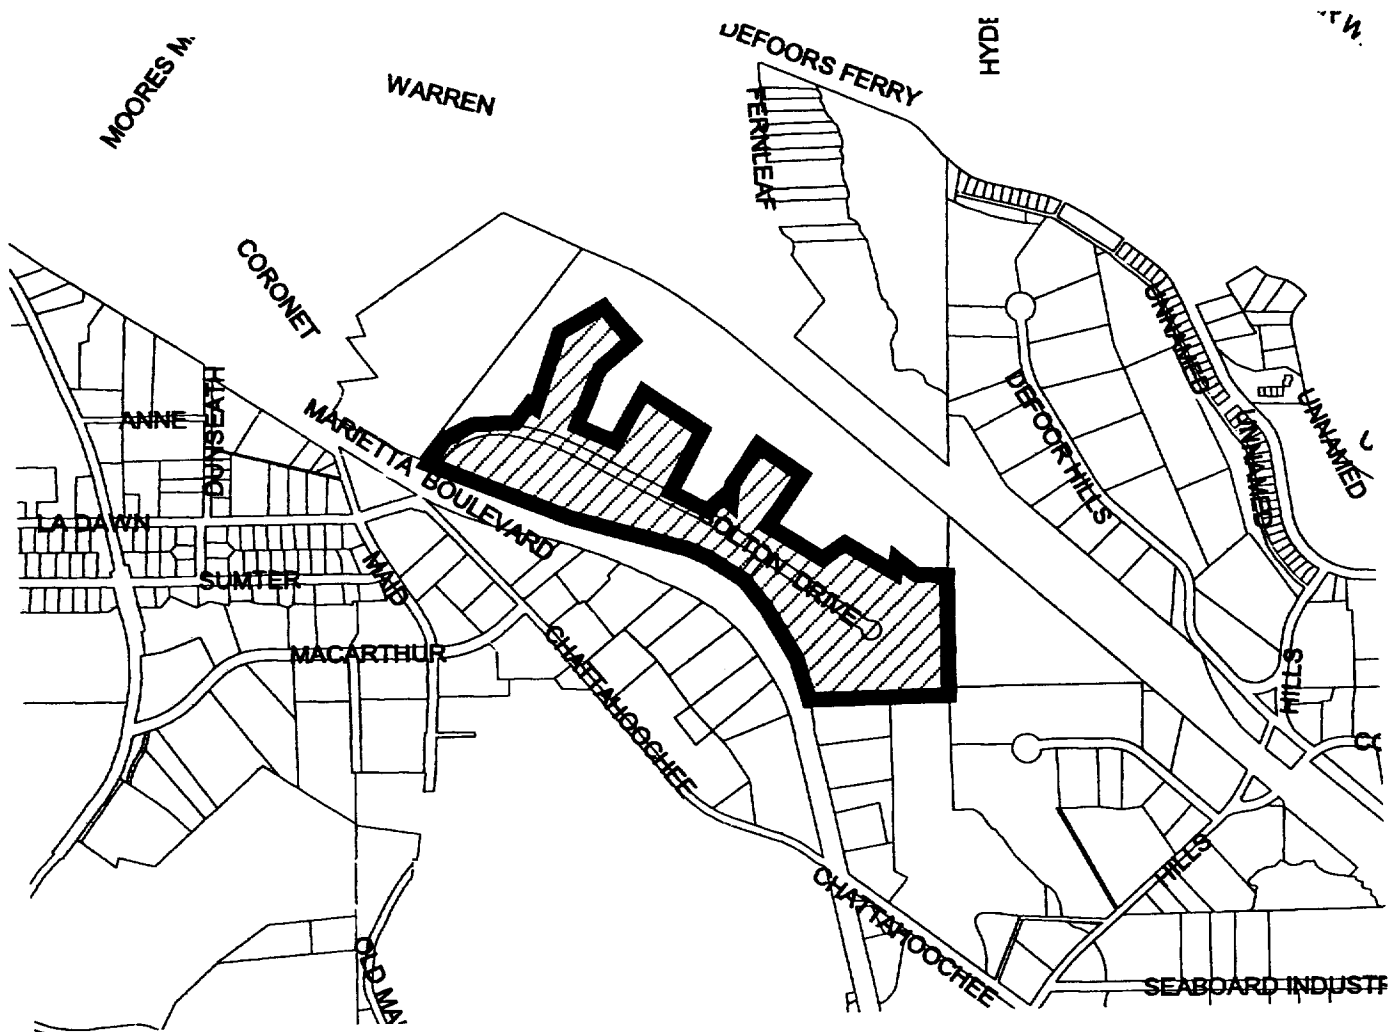 MOORES M.
WARREN
DEFOORS FERRY
HYDE
FERNLEAF
CORONET
UNNAMED
UNNAMED
UNNAMED
DEFOOR HILLS
ANNE
DUNSEATH
MARIETTA BOULEVARD
LA DAWN
SUMTER
MAID
BOLTON DRIVE
MACARTHUR
CHATTAHOOCHEE
HILLS
HILLS
CHATTAHOOCHEE
OLD MA
SEABOARD INDUSTR